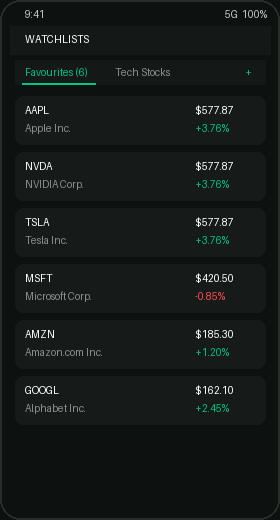 9:41 5G 100%
WATCHLISTS
Favourites (6) Tech Stocks +
AAPL $577.87
Apple Inc. +3.76%
NVDA $577.87
NVIDIA Corp. +3.76%
TSLA $577.87
Tesla Inc. +3.76%
MSFT $420.50
Microsoft Corp. -0.85%
AMZN $185.30
Amazon.com Inc. +1.20%
GOOGL $162.10
Alphabet Inc. +2.45%